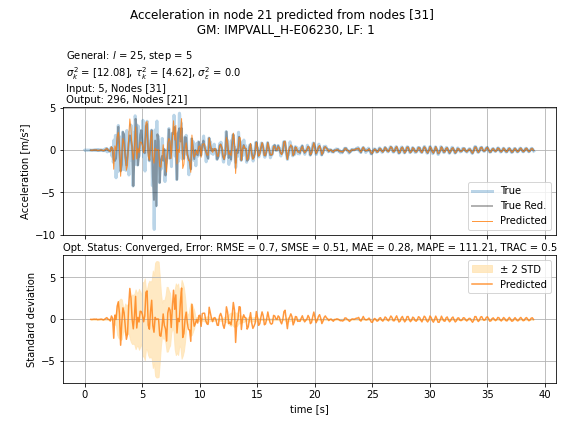 Acceleration in node 21 predicted from nodes [31]
GM: IMPVALL_H-E06230, LF: 1
General: l = 25, step = 5
σ²ₖ = [12.08], τ²ₖ = [4.62], σ²ε = 0.0
Input: 5, Nodes [31]
Output: 296, Nodes [21]
Acceleration [m/s²]
5
0
−5
−10
True
True Red.
Predicted
Opt. Status: Converged, Error: RMSE = 0.7, SMSE = 0.51, MAE = 0.28, MAPE = 111.21, TRAC = 0.5
Standard deviation
5
0
−5
± 2 STD
Predicted
0 5 10 15 20 25 30 35 40
time [s]